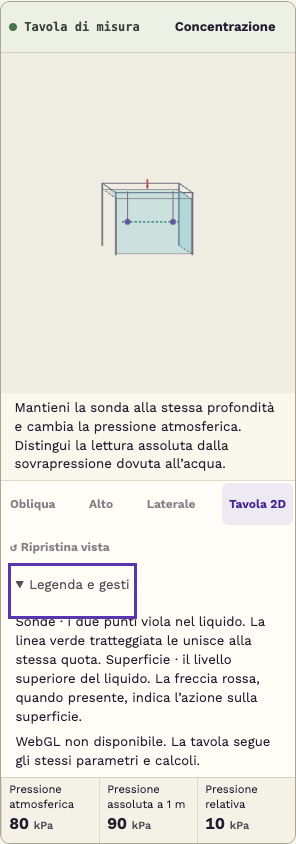 Tavola di misura
Concentrazione
Mantieni la sonda alla stessa profondità
e cambia la pressione atmosferica.
Distingui la lettura assoluta dalla
sovrapressione dovuta all’acqua.
Obliqua Alto Laterale Tavola 2D
↺ Ripristina vista
▼ Legenda e gesti
Sonde · i due punti viola nel liquido. La
linea verde tratteggiata le unisce alla
stessa quota. Superficie · il livello
superiore del liquido. La freccia rossa,
quando presente, indica l’azione sulla
superficie.
WebGL non disponibile. La tavola segue
gli stessi parametri e calcoli.
Pressione
atmosferica
80 kPa
Pressione
assoluta a 1 m
90 kPa
Pressione
relativa
10 kPa